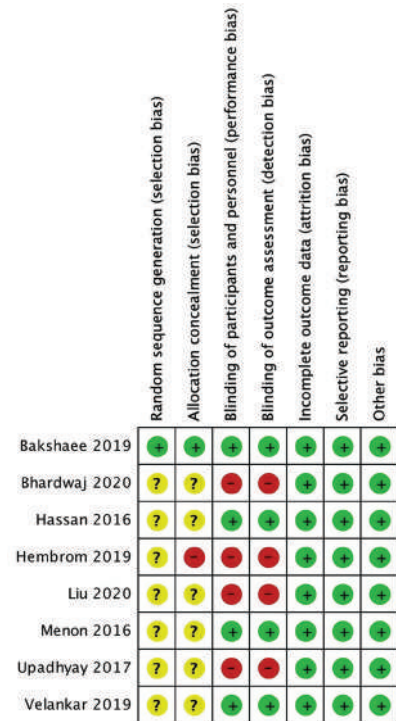 Random sequence generation (selection bias)
Allocation concealment (selection bias)
Blinding of participants and personnel (performance bias)
Blinding of outcome assessment (detection bias)
Incomplete outcome data (attrition bias)
Selective reporting (reporting bias)
Other bias
Bakshaee 2019 + + + + + + +
Bhardwaj 2020 ? ? - - + + +
Hassan 2016 ? ? + + + + +
Hembrom 2019 ? - - - + + +
Liu 2020 ? ? - - + + +
Menon 2016 ? ? + + + + +
Upadhyay 2017 ? ? - - + + +
Velankar 2019 ? ? + + + + +